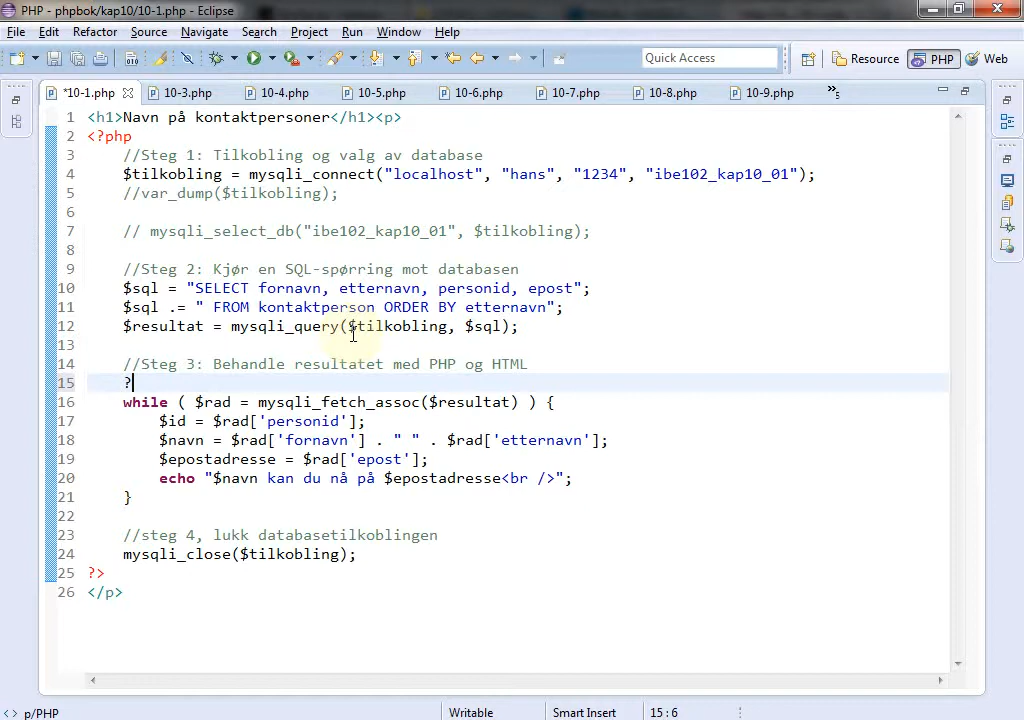 PHP - phpbok/kap10/10-1.php - Eclipse
File Edit Refactor Source Navigate Search Project Run Window Help
Quick Access Resource PHP Web
*10-1.php 10-3.php 10-4.php 10-5.php 10-6.php 10-7.php 10-8.php 10-9.php »5
1 <h1>Navn på kontaktpersoner</h1><p>
2 <?php
3 //Steg 1: Tilkobling og valg av database
4 $tilkobling = mysqli_connect("localhost", "hans", "1234", "ibe102_kap10_01");
5 //var_dump($tilkobling);
6
7 // mysqli_select_db("ibe102_kap10_01", $tilkobling);
8
9 //Steg 2: Kjør en SQL-spørring mot databasen
10 $sql = "SELECT fornavn, etternavn, personid, epost";
11 $sql .= " FROM kontaktperson ORDER BY etternavn";
12 $resultat = mysqli_query($tilkobling, $sql);
13
14 //Steg 3: Behandle resultatet med PHP og HTML
15 ?
16 while ( $rad = mysqli_fetch_assoc($resultat) ) {
17 $id = $rad['personid'];
18 $navn = $rad['fornavn'] . " " . $rad['etternavn'];
19 $epostadresse = $rad['epost'];
20 echo "$navn kan du nå på $epostadresse<br />";
21 }
22
23 //steg 4, lukk databasetilkoblingen
24 mysqli_close($tilkobling);
25 ?>
26 </p>
<> p/PHP Writable Smart Insert 15 : 6